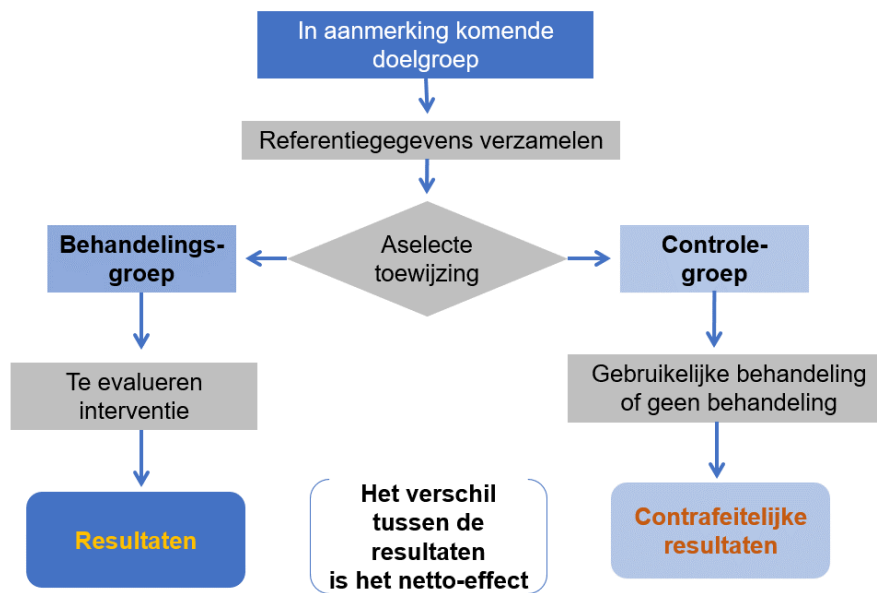 In aanmerking komende
doelgroep
Referentiegegevens verzamelen
Aselecte
toewijzing
Behandelings-
groep
Controle-
groep
Te evalueren
interventie
Gebruikelijke behandeling
of geen behandeling
Resultaten
Het verschil
tussen de
resultaten
is het netto-effect
Contrafeitelijke
resultaten